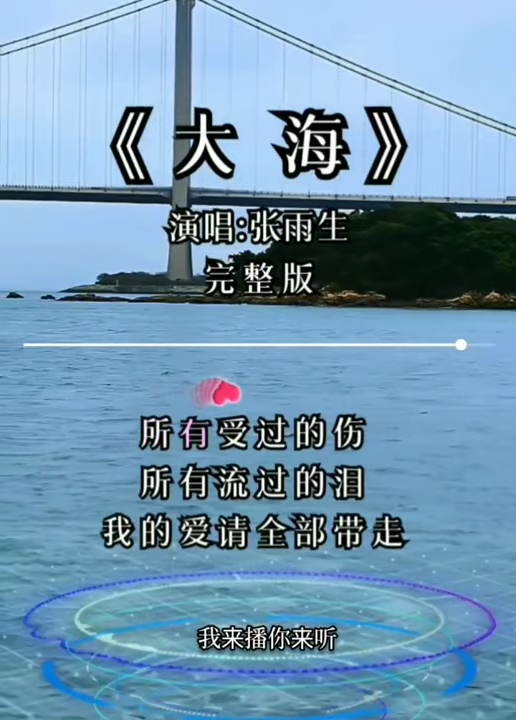 《大 海》
演唱:张雨生
完整版
所有受过的伤
所有流过的泪
我的爱请全部带走
我来播你来听